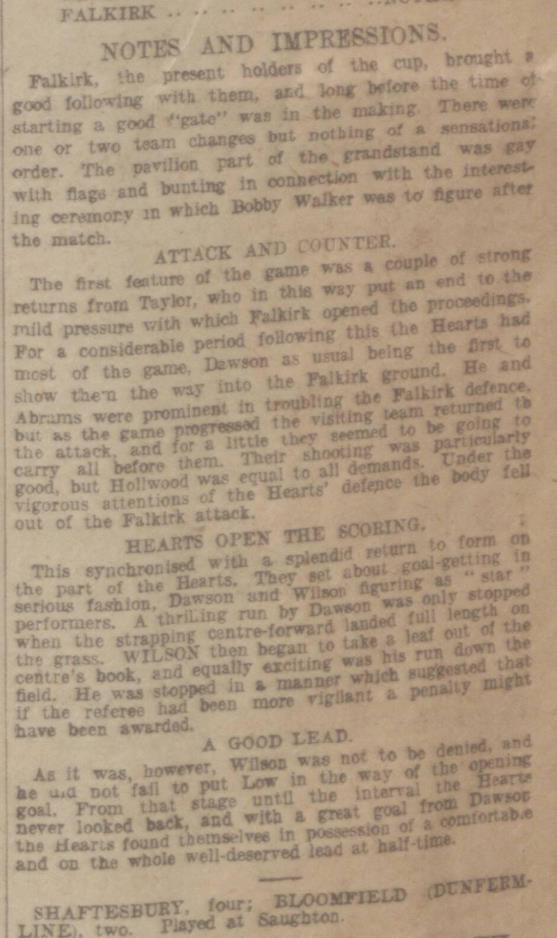 FALKIRK .. .. .. .. .. .. ..
NOTES AND IMPRESSIONS.
Falkirk, the present holders of the cup, brought a
good following with them, and long before the time of
starting a good "gate" was in the making. There were
one or two team changes but nothing of a sensational
order. The pavilion part of the grandstand was gay
with flags and bunting in connection with the interest-
ing ceremony in which Bobby Walker was to figure after
the match.
ATTACK AND COUNTER.
The first feature of the game was a couple of strong
returns from Taylor, who in this way put an end to the
mild pressure with which Falkirk opened the proceedings.
For a considerable period following this the Hearts had
most of the game, Dawson as usual being the first to
show them the way into the Falkirk ground. He and
Abrams were prominent in troubling the Falkirk defence,
but as the game progressed the visiting team returned to
the attack, and for a little they seemed to be going to
carry all before them. Their shooting was particularly
good, but Hollwood was equal to all demands. Under the
vigorous attentions of the Hearts' defence the body fell
out of the Falkirk attack.
HEARTS OPEN THE SCORING.
This synchronised with a splendid return to form on
the part of the Hearts. They set about goal-getting in
serious fashion, Dawson and Wilson figuring as "star"
performers. A thrilling run by Dawson was only stopped
when the strapping centre-forward landed full length on
the grass. WILSON then began to take a leaf out of the
centre's book, and equally exciting was his run down the
field. He was stopped in a manner which suggested that
if the referee had been more vigilant a penalty might
have been awarded.
A GOOD LEAD.
As it was, however, Wilson was not to be denied, and
he did not fail to put Low in the way of the opening
goal. From that stage until the interval the Hearts
never looked back, and with a great goal from Dawson
the Hearts found themselves in possession of a comfortable
and on the whole well-deserved lead at half-time.
SHAFTESBURY, four; BLOOMFIELD (DUNFERM-
LINE), two. Played at Saughton.